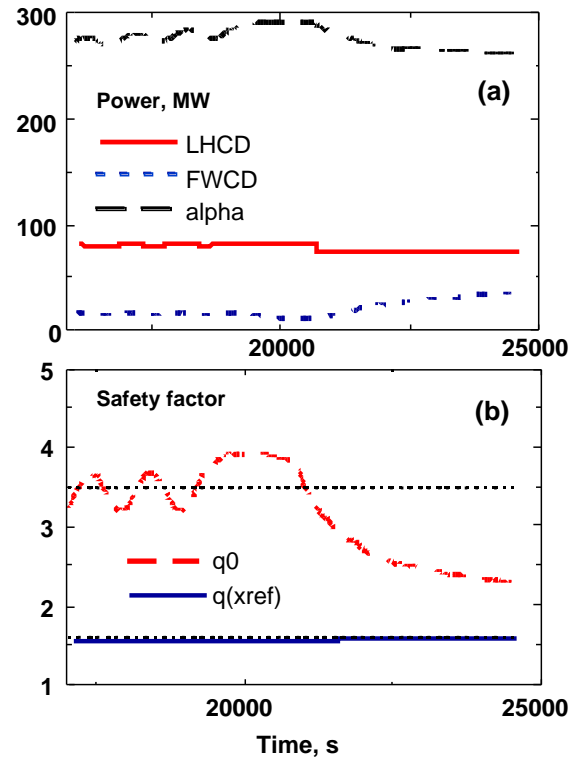 300
(a)
200
Power, MW
LHCD
FWCD
alpha
100
0
20000
25000
5
Safety factor
(b)
4
3
q0
q(xref)
2
1
20000
25000
Time, s